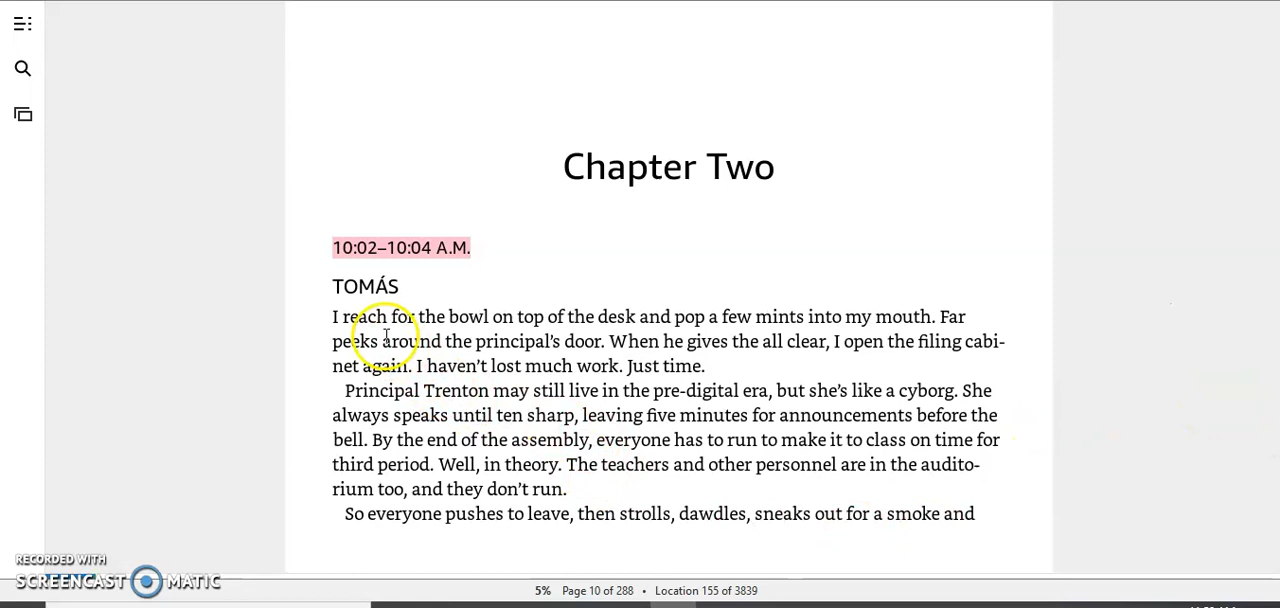 Chapter Two
10:02–10:04 A.M.
TOMÁS
I reach for the bowl on top of the desk and pop a few mints into my mouth. Far
peeks around the principal’s door. When he gives the all clear, I open the filing cabi-
net again. I haven’t lost much work. Just time.
Principal Trenton may still live in the pre-digital era, but she’s like a cyborg. She
always speaks until ten sharp, leaving five minutes for announcements before the
bell. By the end of the assembly, everyone has to run to make it to class on time for
third period. Well, in theory. The teachers and other personnel are in the audito-
rium too, and they don’t run.
So everyone pushes to leave, then strolls, dawdles, sneaks out for a smoke and
RECORDED WITH
SCREENCAST MATIC
5% Page 10 of 288 • Location 155 of 3839